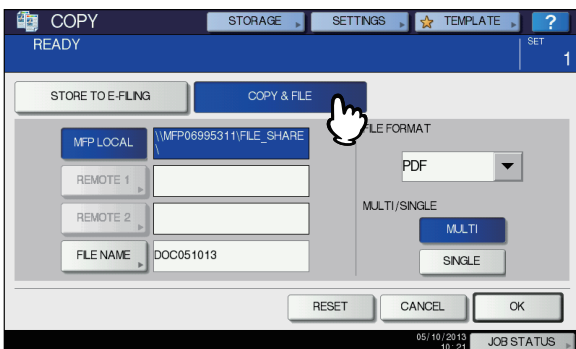 COPY
STORAGE
SETTINGS
TEMPLATE
?
READY
SET
1
STORE TO E-FILING
COPY & FILE
MFP LOCAL
\\MFP06995311\FILE_SHARE
\
REMOTE 1
REMOTE 2
FILE NAME
DOC051013
FILE FORMAT
PDF
MULTI/SINGLE
MULTI
SINGLE
RESET
CANCEL
OK
05/10/2013
10:21
JOB STATUS